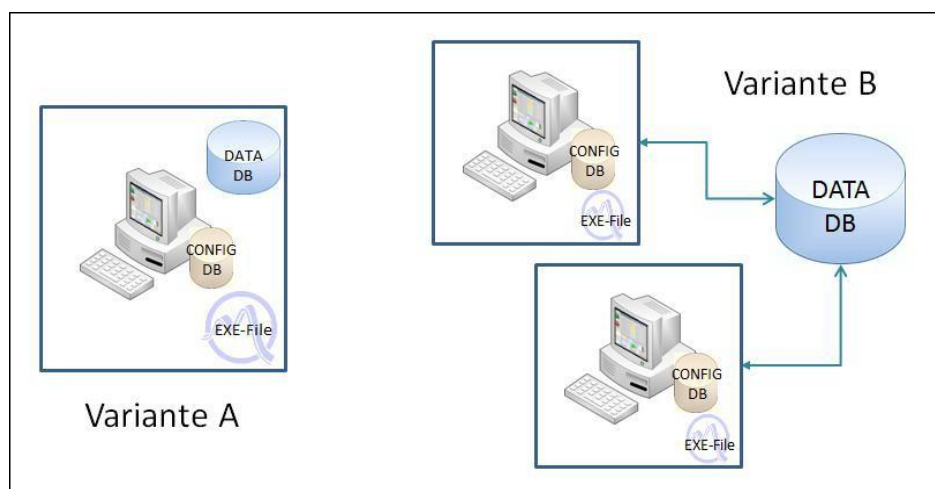 DATA
DB
CONFIG
DB
EXE-File
Variante A
CONFIG
DB
EXE-File
Variante B
DATA
DB
CONFIG
DB
EXE-File